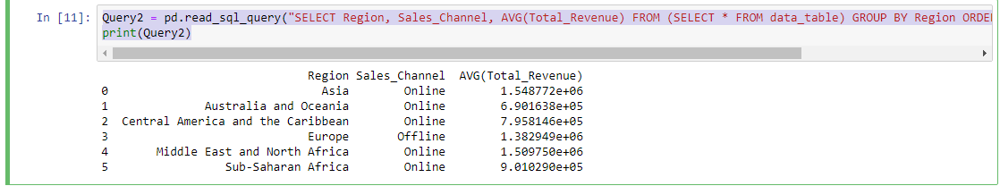 In [11]: Query2 = pd.read_sql_query("SELECT Region, Sales_Channel, AVG(Total_Revenue) FROM (SELECT * FROM data_table) GROUP BY Region
print(Query2)
Region Sales_Channel AVG(Total_Revenue)
0 Asia Online 1.548772e+06
1 Australia and Oceania Online 6.901638e+05
2 Central America and the Caribbean Online 7.958146e+05
3 Europe Offline 1.382949e+06
4 Middle East and North Africa Online 1.509750e+06
5 Sub-Saharan Africa Online 9.010290e+05